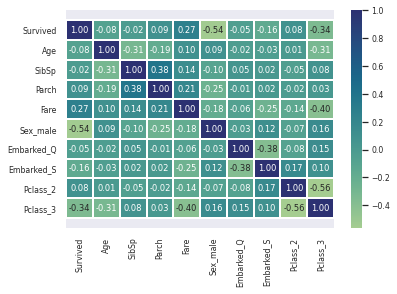 Survived 1.00 -0.08 -0.02 0.09 0.27 -0.54 -0.05 -0.16 0.08 -0.34
Age -0.08 1.00 -0.31 -0.19 0.10 0.09 -0.02 -0.03 0.01 -0.31
SibSp -0.02 -0.31 1.00 0.38 0.14 -0.10 0.05 0.02 -0.05 0.08
Parch 0.09 -0.19 0.38 1.00 0.21 -0.25 -0.01 0.02 -0.02 0.03
Fare 0.27 0.10 0.14 0.21 1.00 -0.18 -0.06 -0.25 -0.14 -0.40
Sex_male -0.54 0.09 -0.10 -0.25 -0.18 1.00 -0.03 0.12 -0.07 0.16
Embarked_Q -0.05 -0.02 0.05 -0.01 -0.06 -0.03 1.00 -0.38 -0.08 0.15
Embarked_S -0.16 -0.03 0.02 0.02 -0.25 0.12 -0.38 1.00 0.17 0.10
Pclass_2 0.08 0.01 -0.05 -0.02 -0.14 -0.07 -0.08 0.17 1.00 -0.56
Pclass_3 -0.34 -0.31 0.08 0.03 -0.40 0.16 0.15 0.10 -0.56 1.00
Survived Age SibSp Parch Fare Sex_male Embarked_Q Embarked_S Pclass_2 Pclass_3
1.0
0.8
0.6
0.4
0.2
0.0
-0.2
-0.4